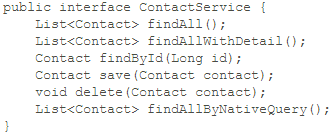 public interface ContactService {
    List<Contact> findAll();
    List<Contact> findAllWithDetail();
    Contact findById(Long id);
    Contact save(Contact contact);
    void delete(Contact contact);
    List<Contact> findAllByNativeQuery();
}